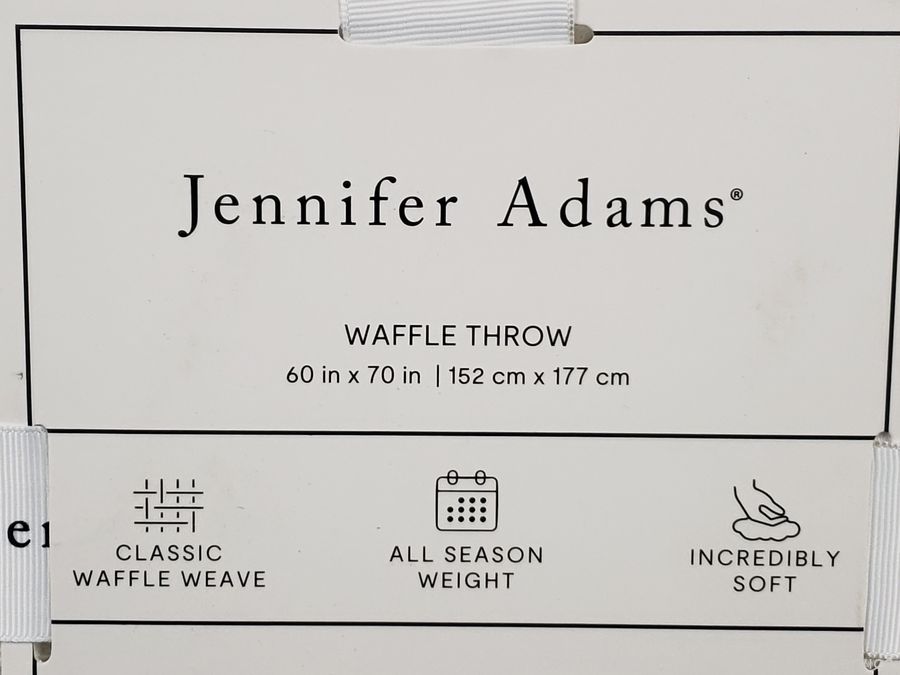 Jennifer Adams®
WAFFLE THROW
60 in x 70 in | 152 cm x 177 cm
CLASSIC
WAFFLE WEAVE
ALL SEASON
WEIGHT
INCREDIBLY
SOFT